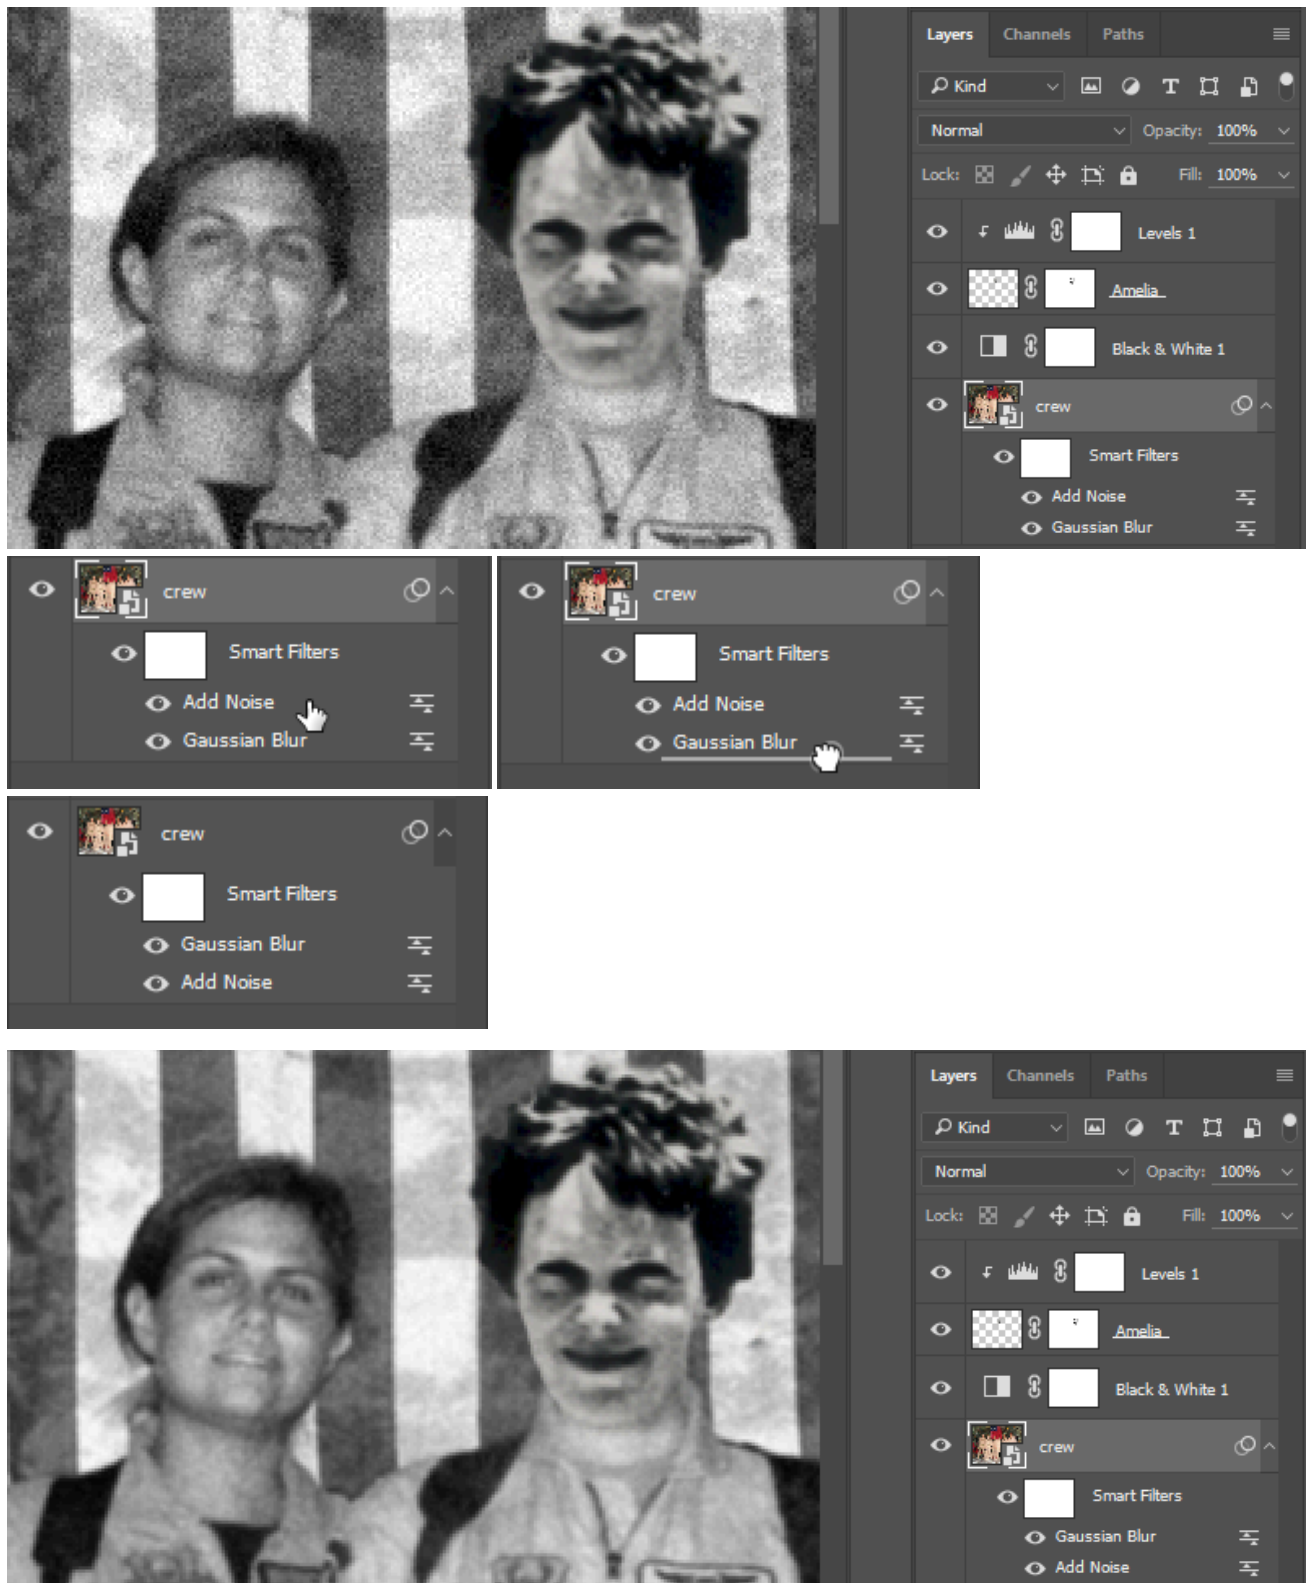 Layers Channels Paths
Kind
Normal Opacity: 100%
Lock: Fill: 100%
Levels 1
Amelia
Black & White 1
crew
Smart Filters
Add Noise
Gaussian Blur
crew
Smart Filters
Add Noise
Gaussian Blur
crew
Smart Filters
Add Noise
Gaussian Blur
crew
Smart Filters
Gaussian Blur
Add Noise
Layers Channels Paths
Kind
Normal Opacity: 100%
Lock: Fill: 100%
Levels 1
Amelia
Black & White 1
crew
Smart Filters
Gaussian Blur
Add Noise